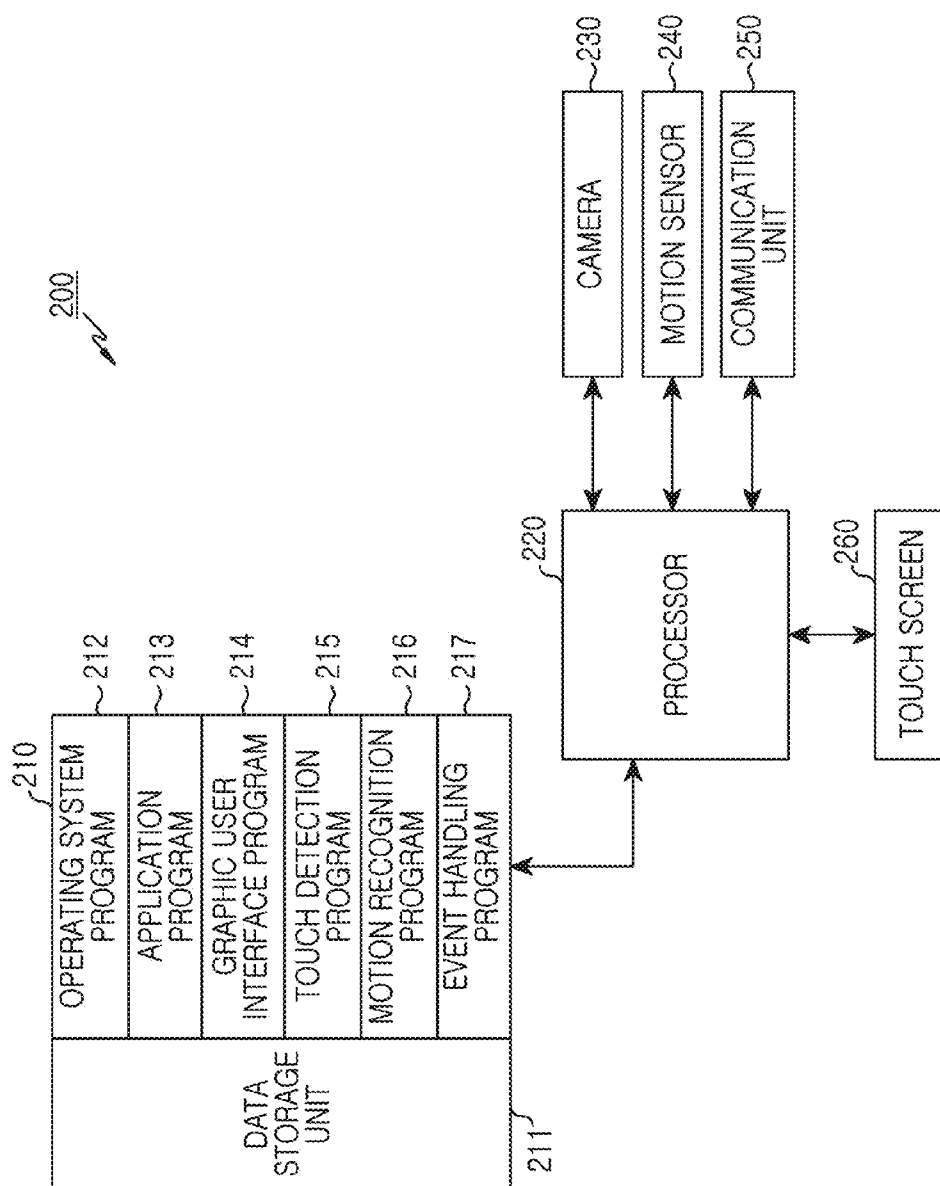 200
210
DATA
STORAGE
UNIT
211
OPERATING SYSTEM
PROGRAM
212
APPLICATION
PROGRAM
213
GRAPHIC USER
INTERFACE PROGRAM
214
TOUCH DETECTION
PROGRAM
215
MOTION RECOGNITION
PROGRAM
216
EVENT HANDLING
PROGRAM
217
220
PROCESSOR
CAMERA
230
MOTION SENSOR
240
COMMUNICATION
UNIT
250
260
TOUCH SCREEN